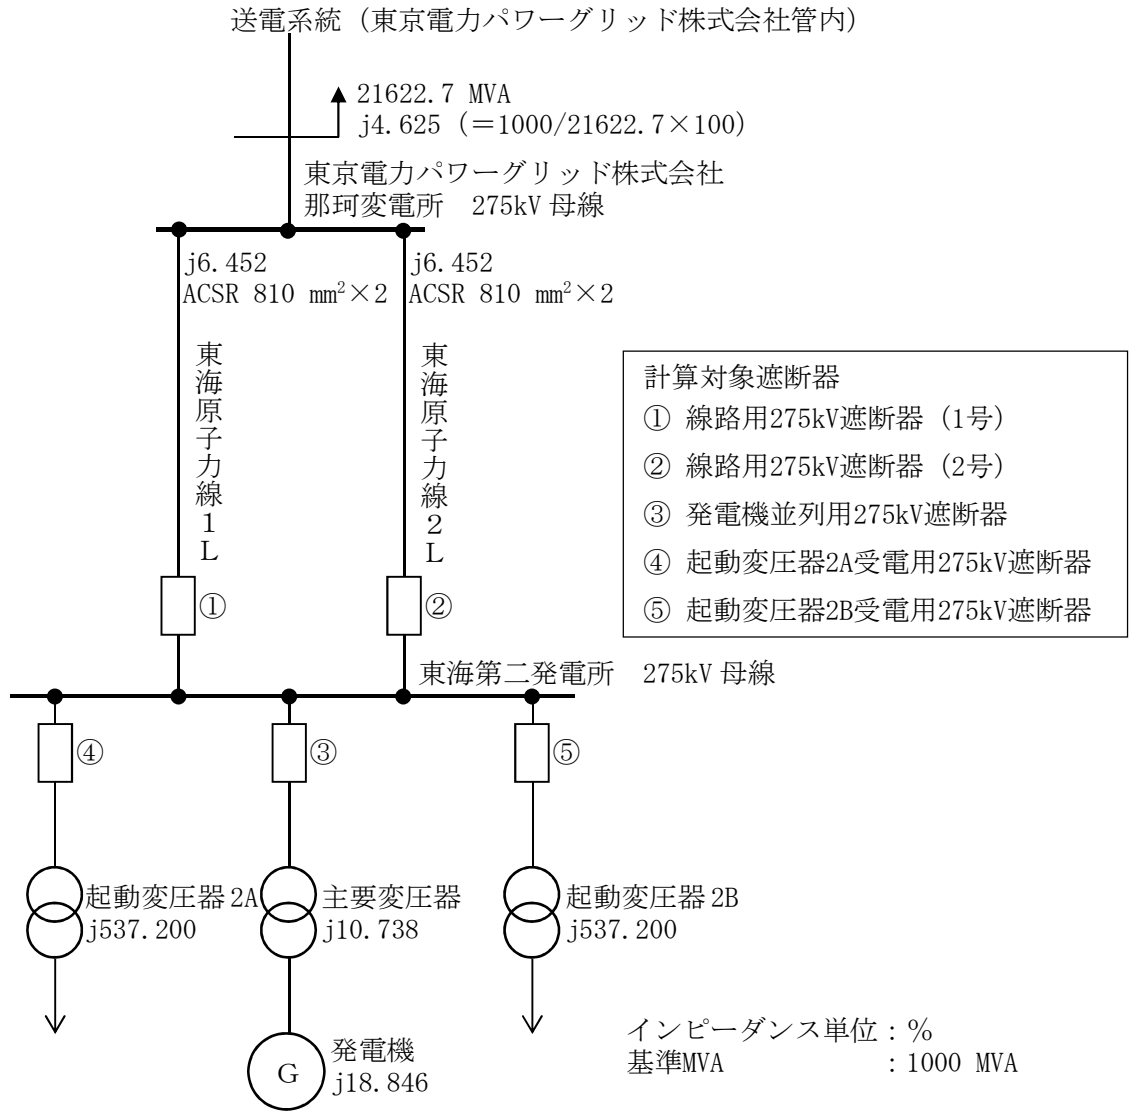 送電系統（東京電力パワーグリッド株式会社管内）
21622.7 MVA
j4.625（＝1000/21622.7×100）
東京電力パワーグリッド株式会社
那珂変電所　275kV 母線
j6.452
ACSR 810 mm²×2
j6.452
ACSR 810 mm²×2
東海原子力線１Ｌ
東海原子力線２Ｌ
計算対象遮断器
① 線路用275kV遮断器（1号）
② 線路用275kV遮断器（2号）
③ 発電機並列用275kV遮断器
④ 起動変圧器2A受電用275kV遮断器
⑤ 起動変圧器2B受電用275kV遮断器
①
②
東海第二発電所　275kV 母線
④
③
⑤
起動変圧器 2A
j537.200
主要変圧器
j10.738
起動変圧器 2B
j537.200
発電機
j18.846
G
インピーダンス単位：％
基準MVA　　　　　　：1000 MVA